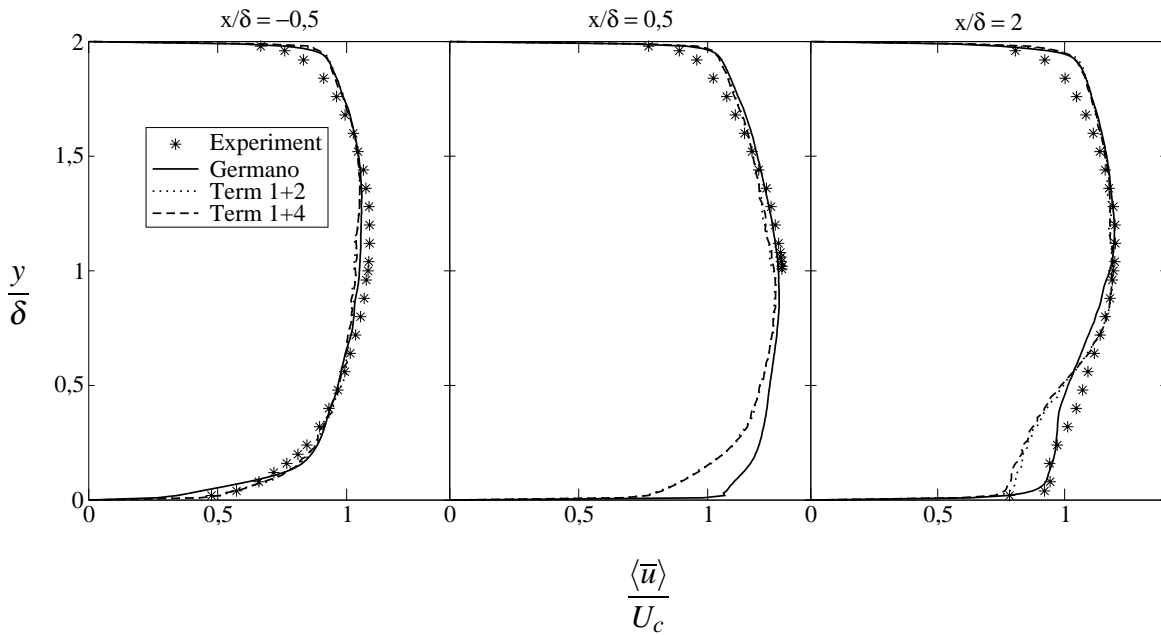 x/δ = −0,5
x/δ = 0,5
x/δ = 2
2
1,5
1
0,5
0
y
δ
Experiment
Germano
Term 1+2
Term 1+4
0 0,5 1
0 0,5 1
0 0,5 1
⟨u̅⟩
U_c